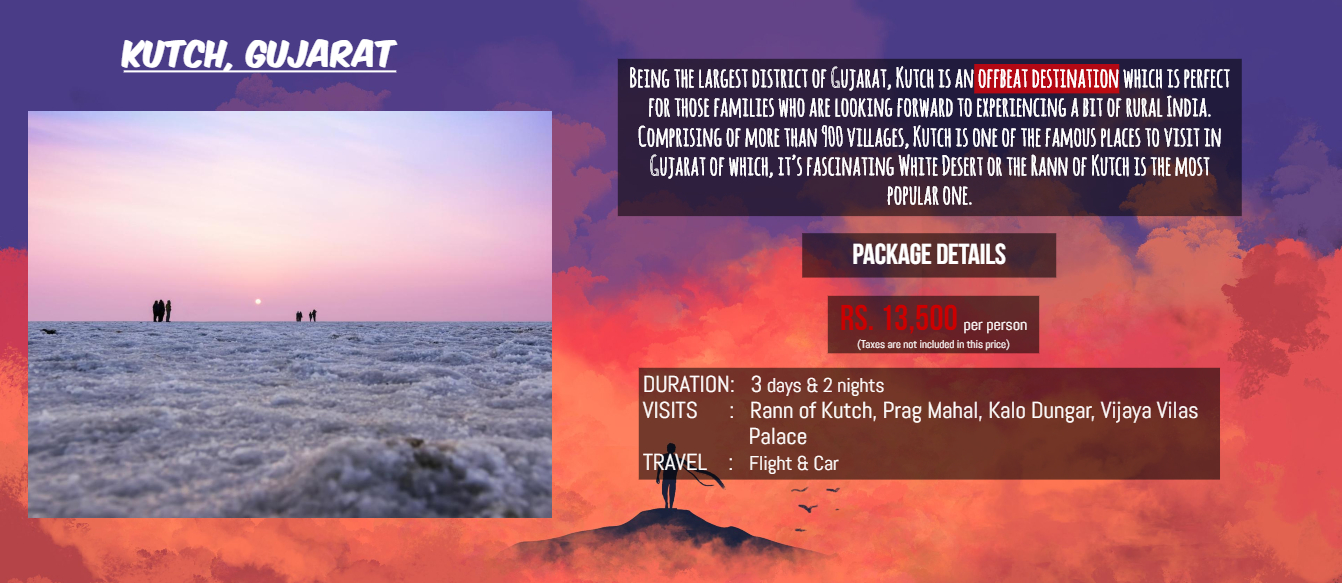 KUTCH, GUJARAT
Being the largest district of Gujarat, Kutch is an offbeat destination which is perfect
for those families who are looking forward to experiencing a bit of rural India.
Comprising of more than 900 villages, Kutch is one of the famous places to visit in
Gujarat of which, it's fascinating White Desert or the Rann of Kutch is the most
popular one.
PACKAGE DETAILS
RS. 13,500 per person
(Taxes are not included in this price)
DURATION: 3 days & 2 nights
VISITS : Rann of Kutch, Prag Mahal, Kalo Dungar, Vijaya Vilas
Palace
TRAVEL : Flight & Car